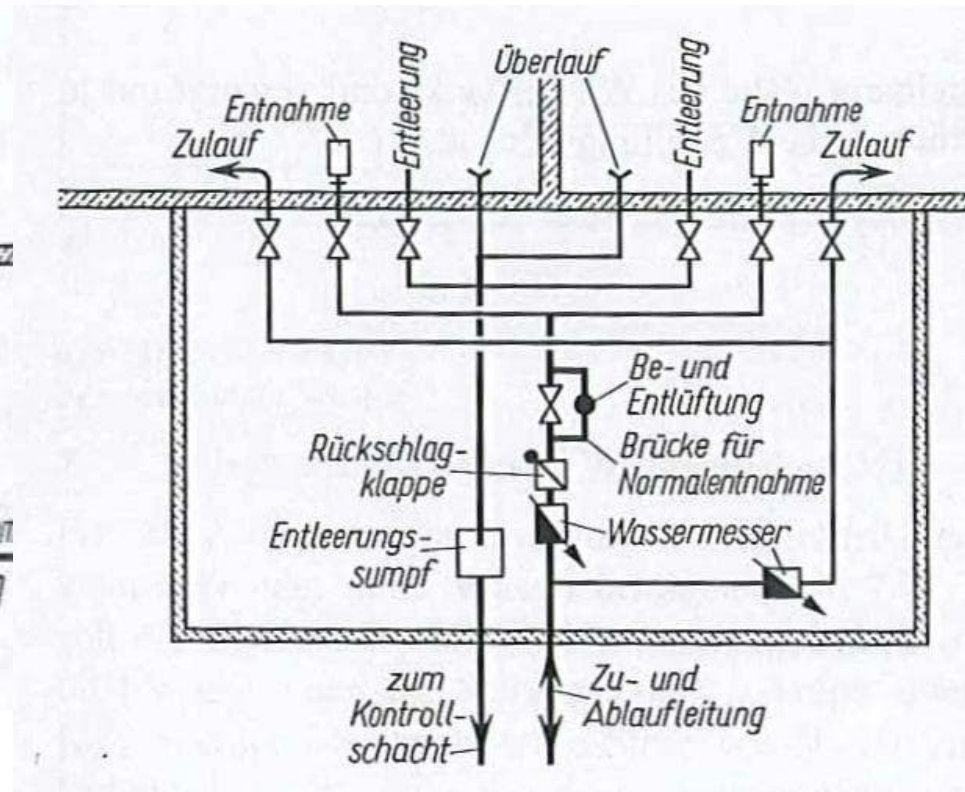 Überlauf
Entleerung
Entleerung
Entnahme
Entnahme
Zulauf
Zulauf
Be- und
Entlüftung
Rückschlag-
klappe
Brücke für
Normalentnahme
Entleerungs-
sumpf
Wassermesser
zum
Kontroll-
schacht
Zu- und
Ablaufleitung